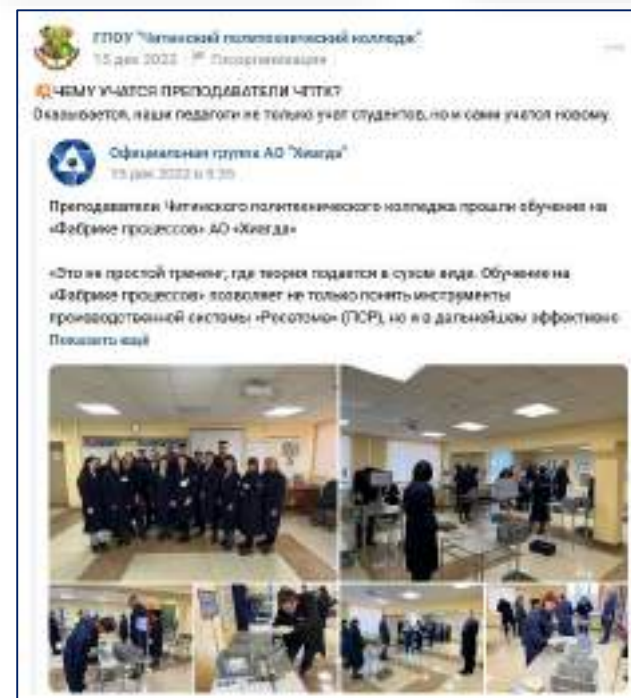 ГПОУ "Читинский политехнический колледж"
15 дек 2022
ЧЕМУ УЧАТСЯ ПРЕПОДАВАТЕЛИ ЧПТК?
Оказывается, наши педагоги не только учат студентов, но и сами учатся новому.
Официальная группа АО "Хиагда"
15 дек 2022 в
Преподаватели Читинского политехнического колледжа прошли обучение на
«Фабрике процессов» АО «Хиагда»
«Это не простой тренинг, где теория подается в сухом виде. Обучение на
«Фабрике процессов» позволяет не только понять инструменты
производственной системы «Росатома» (ПСР), но и в дальнейшем эффективно
Показать ещё